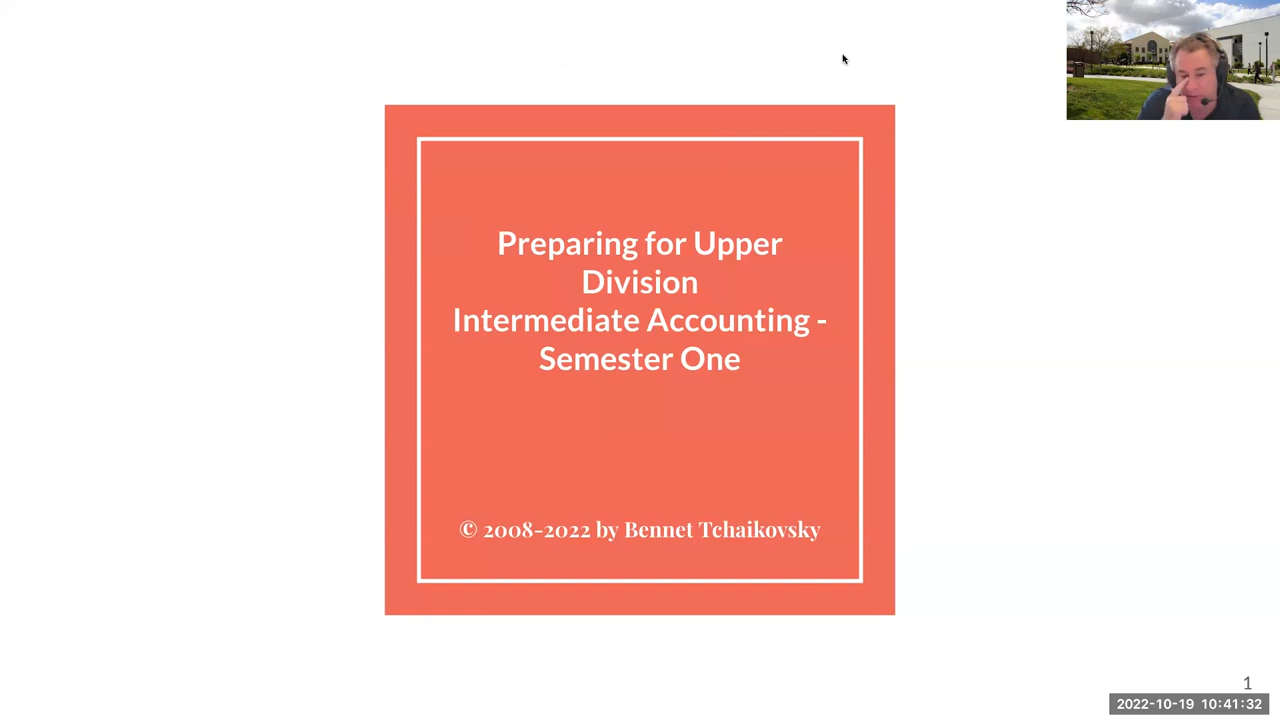 Preparing for Upper
Division
Intermediate Accounting -
Semester One
© 2008-2022 by Bennet Tchaikovsky
1
2022-10-19 10:41:32